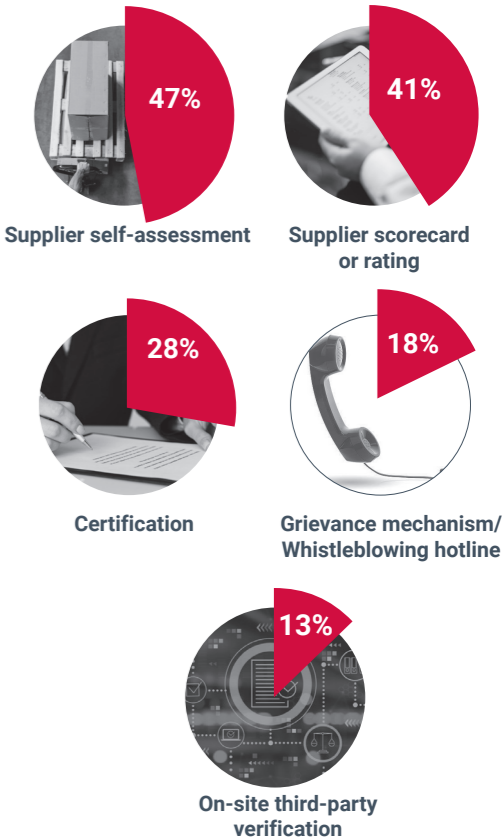 47%
Supplier self-assessment
41%
Supplier scorecard
or rating
28%
Certification
18%
Grievance mechanism/
Whistleblowing hotline
13%
On-site third-party
verification